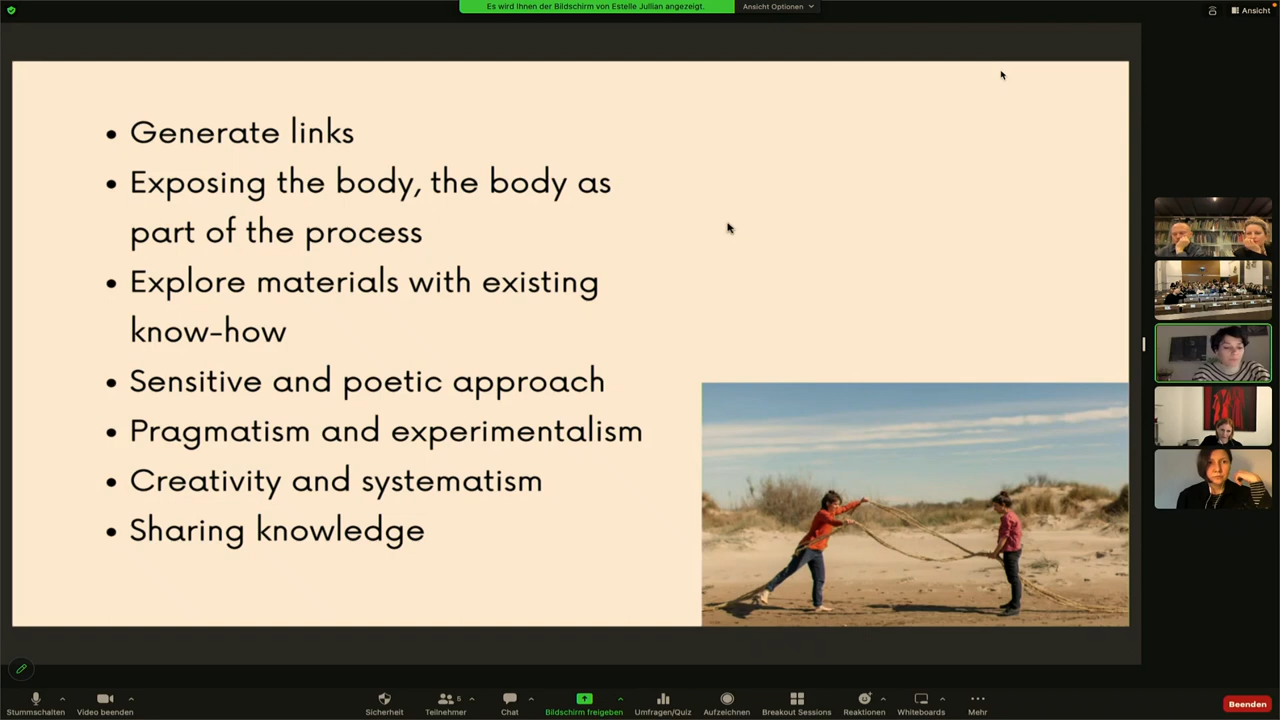 Es wird Ihnen der Bildschirm von Estelle Jullian angezeigt.
Ansicht Optionen
Ansicht
• Generate links
• Exposing the body, the body as
part of the process
• Explore materials with existing
know-how
• Sensitive and poetic approach
• Pragmatism and experimentalism
• Creativity and systematism
• Sharing knowledge
Stummschalten
Video beenden
Sicherheit
Teilnehmer
6
Chat
Bildschirm freigeben
Umfragen/Quiz
Aufzeichnen
Breakout Sessions
Reaktionen
Whiteboards
Mehr
Beenden